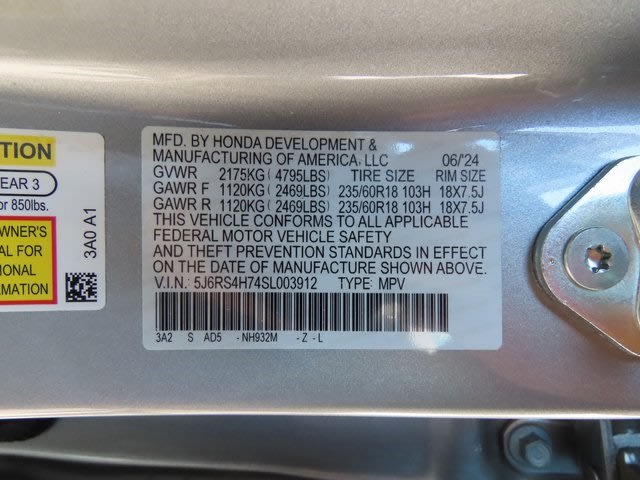 TION
EAR 3
r 850lbs.
WNER'S
AL FOR
IONAL
RMATION
3A0 A1
MFD. BY HONDA DEVELOPMENT &
MANUFACTURING OF AMERICA, LLC 06/24
GVWR 2175KG (4795LBS) TIRE SIZE RIM SIZE
GAWR F 1120KG (2469LBS) 235/60R18 103H 18X7.5J
GAWR R 1120KG (2469LBS) 235/60R18 103H 18X7.5J
THIS VEHICLE CONFORMS TO ALL APPLICABLE
FEDERAL MOTOR VEHICLE SAFETY
AND THEFT PREVENTION STANDARDS IN EFFECT
ON THE DATE OF MANUFACTURE SHOWN ABOVE.
V.I.N.: 5J6RS4H74SL003912 TYPE: MPV
3A2 S AD5 -NH932M -Z -L